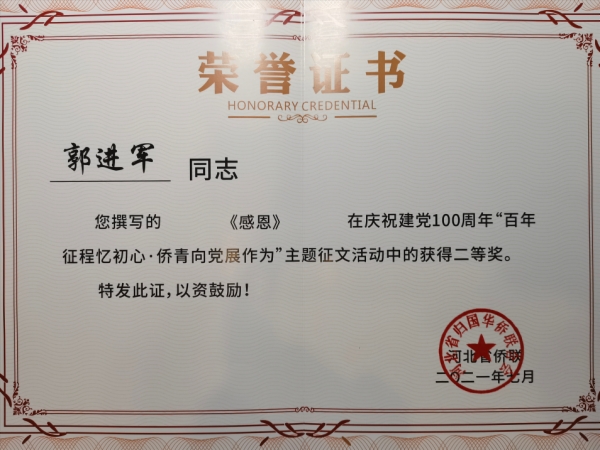 荣誉证书
HONORARY CREDENTIAL
郭进军 同志
您撰写的 《感恩》 在庆祝建党100周年“百年
征程忆初心·侨青向党展作为”主题征文活动中的获得二等奖。
特发此证，以资鼓励！
河北省归国华侨联合会
河北省侨联
二〇二一年七月